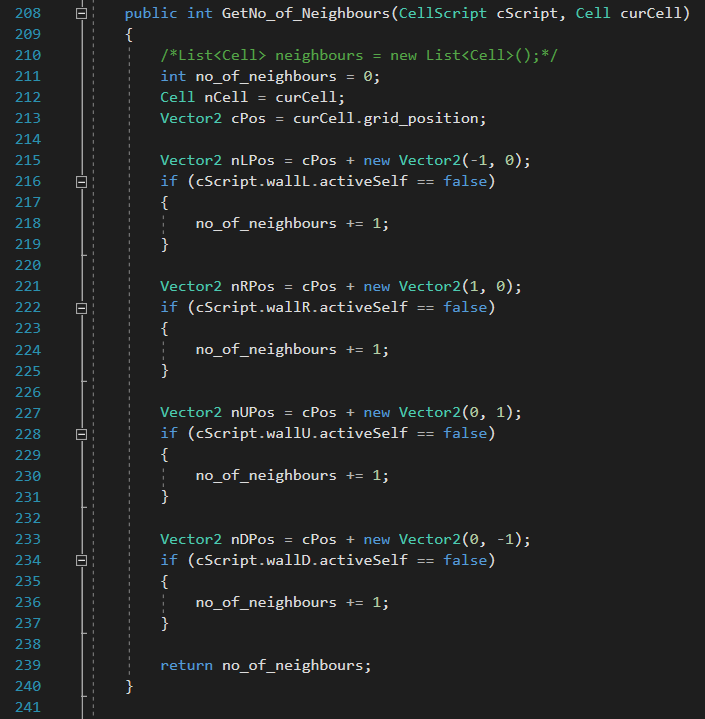 208 public int GetNo_of_Neighbours(CellScript cScript, Cell curCell)
209 {
210 /*List<Cell> neighbours = new List<Cell>();*/
211 int no_of_neighbours = 0;
212 Cell nCell = curCell;
213 Vector2 cPos = curCell.grid_position;
214
215 Vector2 nLPos = cPos + new Vector2(-1, 0);
216 if (cScript.wallL.activeSelf == false)
217 {
218 no_of_neighbours += 1;
219 }
220
221 Vector2 nRPos = cPos + new Vector2(1, 0);
222 if (cScript.wallR.activeSelf == false)
223 {
224 no_of_neighbours += 1;
225 }
226
227 Vector2 nUPos = cPos + new Vector2(0, 1);
228 if (cScript.wallU.activeSelf == false)
229 {
230 no_of_neighbours += 1;
231 }
232
233 Vector2 nDPos = cPos + new Vector2(0, -1);
234 if (cScript.wallD.activeSelf == false)
235 {
236 no_of_neighbours += 1;
237 }
238
239 return no_of_neighbours;
240 }
241